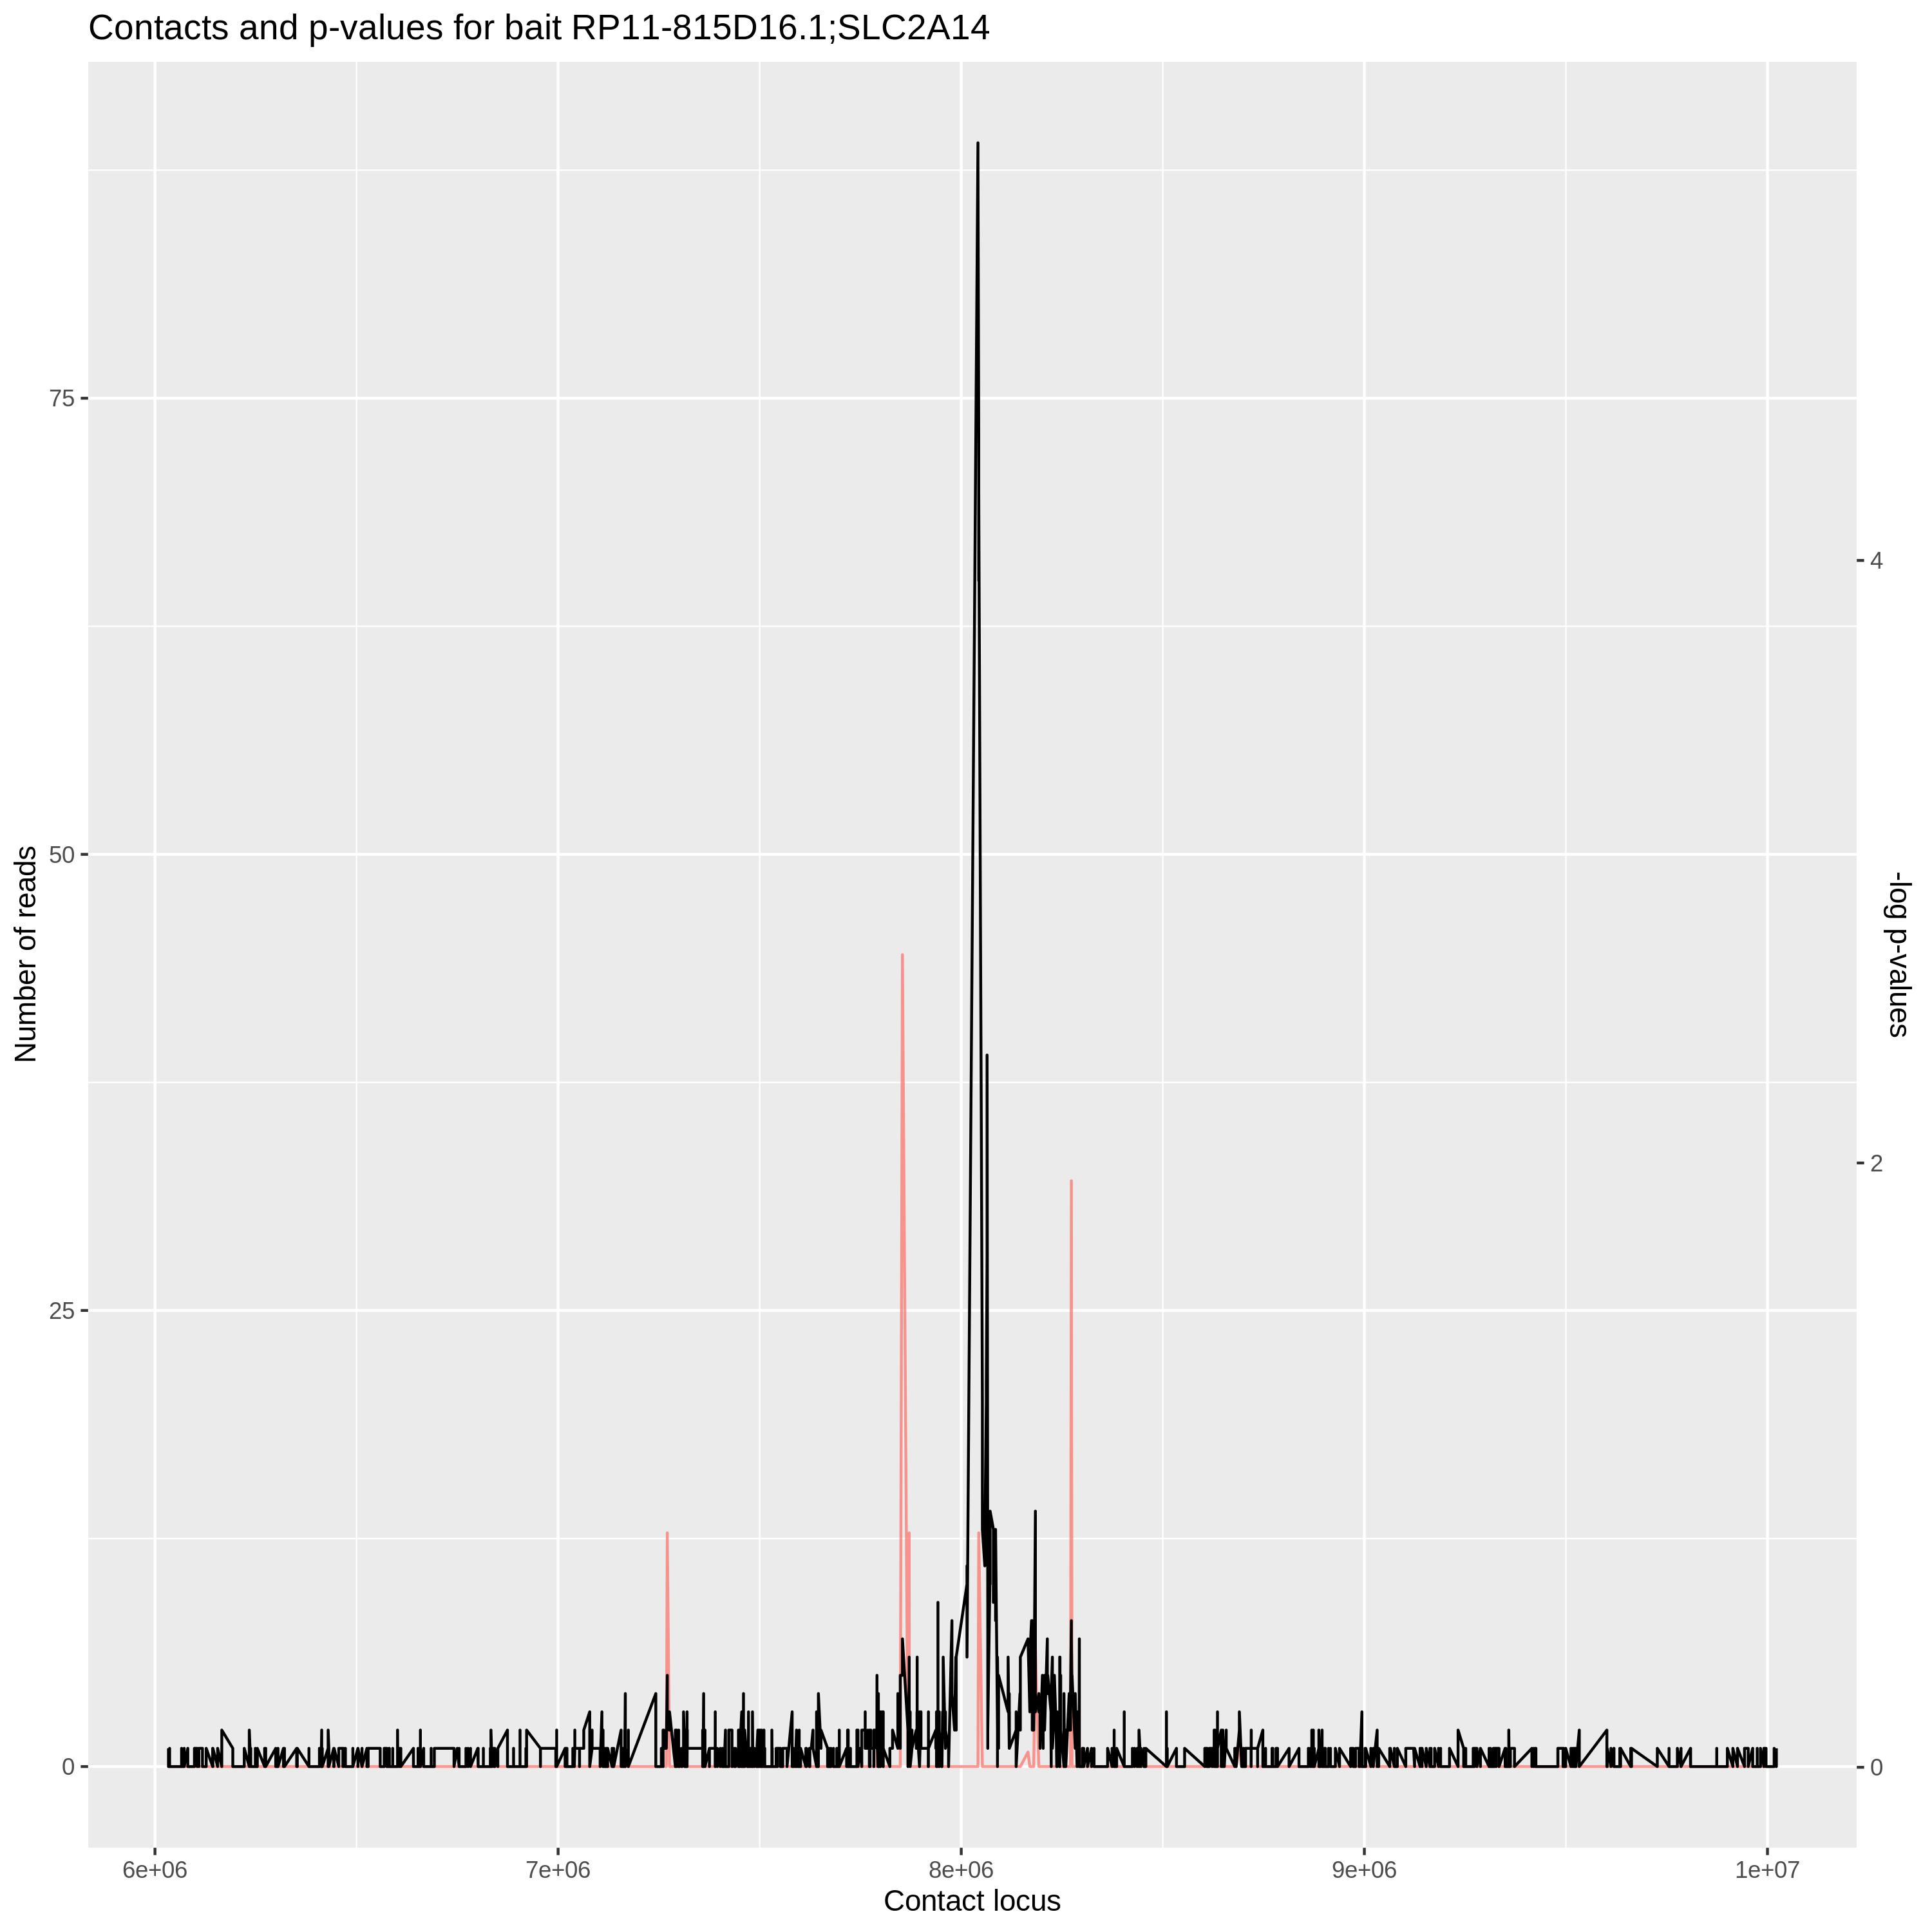 Contacts and p-values for bait RP11-815D16.1;SLC2A14
Number of reads
75
50
25
0
4
2
0
-log p-values
6e+06 7e+06 8e+06 9e+06 1e+07
Contact locus